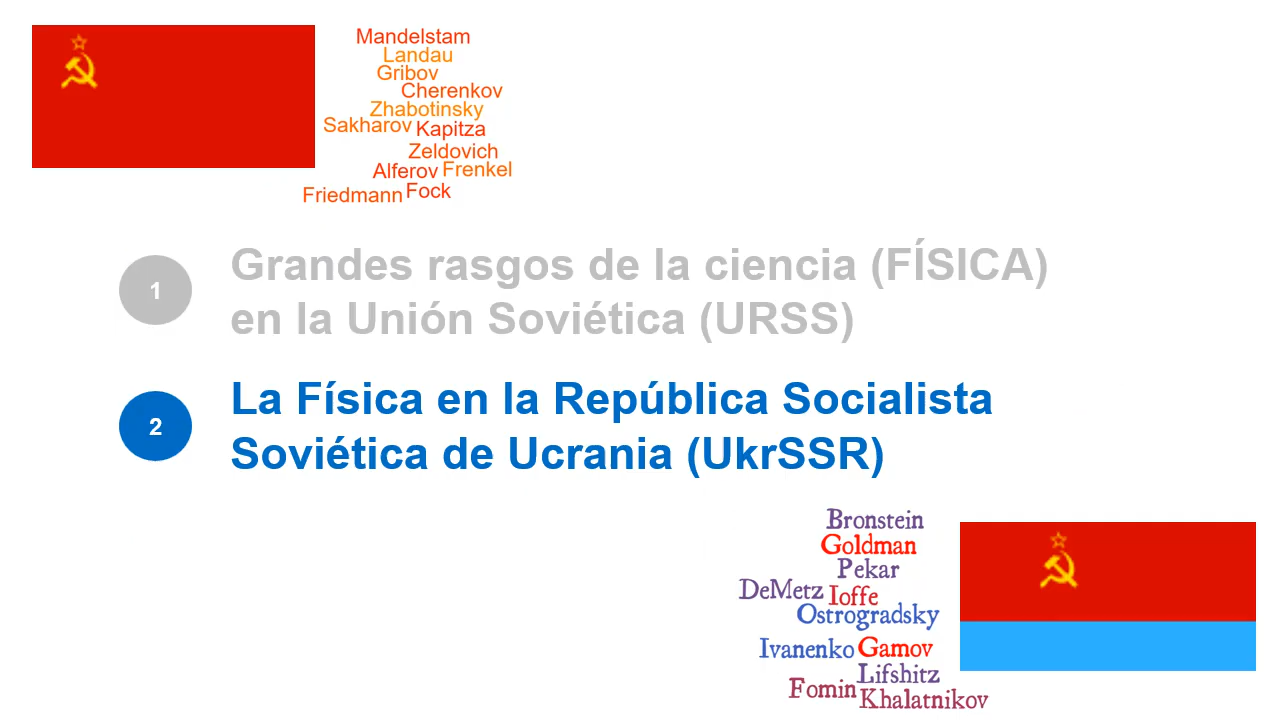 Mandelstam
Landau
Gribov
Cherenkov
Zhabotinsky
Sakharov Kapitza
Zeldovich
Alferov Frenkel
Friedmann Fock
1
Grandes rasgos de la ciencia (FÍSICA)
en la Unión Soviética (URSS)
2
La Física en la República Socialista
Soviética de Ucrania (UkrSSR)
Bronstein
Goldman
Pekar
DeMetz Ioffe
Ostrogradsky
Ivanenko Gamov
Lifshitz
Fomin Khalatnikov